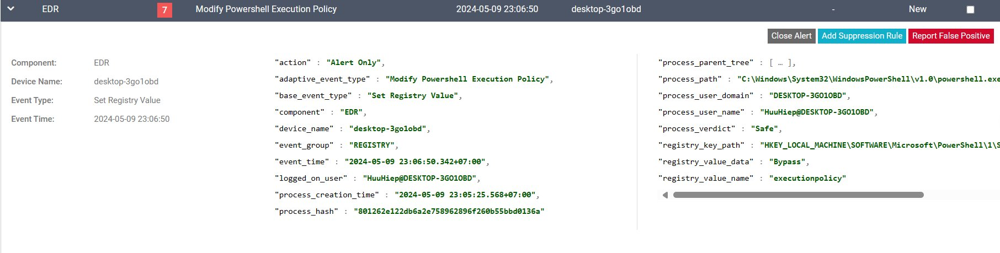 EDR 7 Modify Powershell Execution Policy 2024-05-09 23:06:50 desktop-3go1obd - New
Close Alert Add Suppression Rule Report False Positive
Component: EDR
Device Name: desktop-3go1obd
Event Type: Set Registry Value
Event Time: 2024-05-09 23:06:50
"action" : "Alert Only",
"adaptive_event_type" : "Modify Powershell Execution Policy",
"base_event_type" : "Set Registry Value",
"component" : "EDR",
"device_name" : "desktop-3go1obd",
"event_group" : "REGISTRY",
"event_time" : "2024-05-09 23:06:50.342+07:00",
"logged_on_user" : "HuuHiep@DESKTOP-3GO1OBD",
"process_creation_time" : "2024-05-09 23:05:25.568+07:00",
"process_hash" : "801262e122db6a2e758962896f260b55bbd0136a"
"process_parent_tree" : [ … ],
"process_path" : "C:\Windows\System32\WindowsPowerShell\v1.0\powershell.exe
"process_user_domain" : "DESKTOP-3GO1OBD",
"process_user_name" : "HuuHiep@DESKTOP-3GO1OBD",
"process_verdict" : "Safe",
"registry_key_path" : "HKEY_LOCAL_MACHINE\SOFTWARE\Microsoft\PowerShell\1\S
"registry_value_data" : "Bypass",
"registry_value_name" : "executionpolicy"